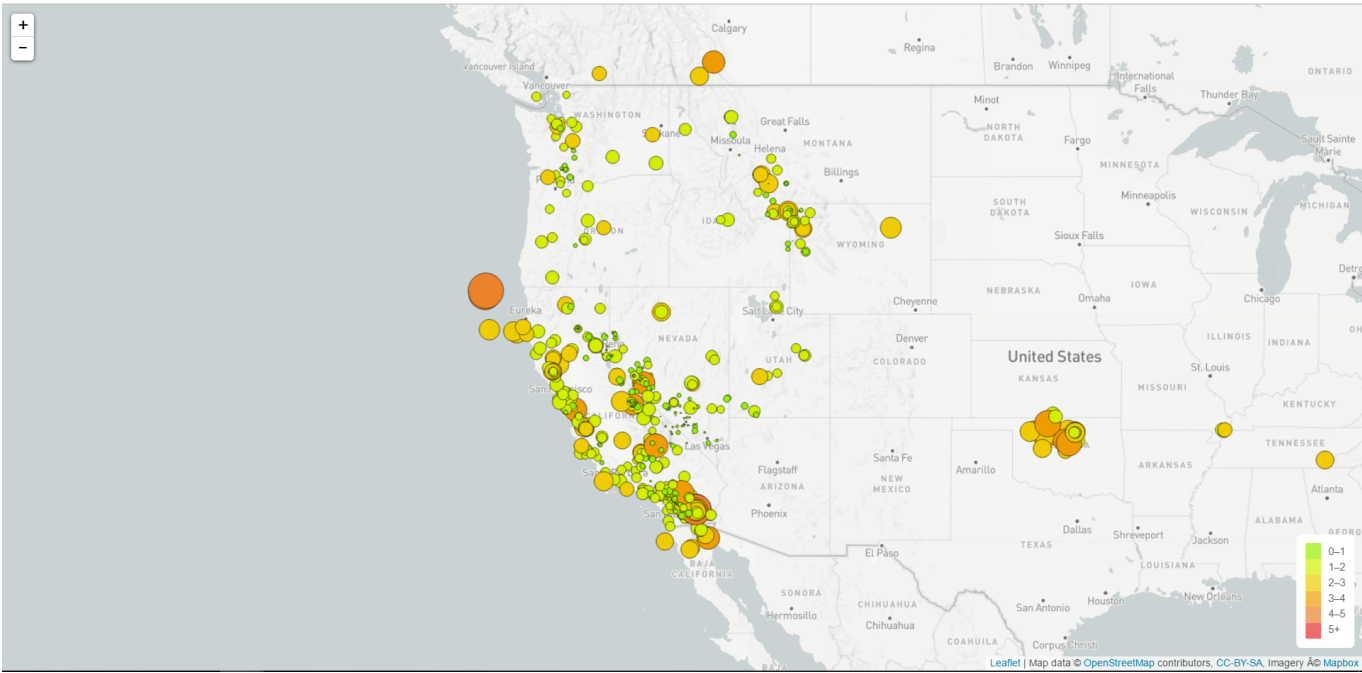 +
−
Calgary
Regina
Vancouver Island
Brandon
Winnipeg
ONTARIO
Vancouver
International
Falls
Thunder Bay
Minot
WASHINGTON
Great Falls
NORTH
DAKOTA
Fargo
Sault Sainte
Marie
Missoula
Helena
MONTANA
MINNESOTA
Billings
Minneapolis
SOUTH
DAKOTA
WISCONSIN
MICHIGAN
WYOMING
Sioux Falls
IOWA
NEBRASKA
Omaha
Chicago
Eureka
Cheyenne
Salt Lake City
NEVADA
Denver
ILLINOIS
INDIANA
UTAH
COLORADO
United States
KANSAS
St. Louis
MISSOURI
KENTUCKY
Las Vegas
TENNESSEE
Santa Fe
Amarillo
Flagstaff
ARKANSAS
ARIZONA
NEW
MEXICO
Atlanta
Phoenix
ALABAMA
Dallas
Shreveport
Jackson
TEXAS
El Paso
LOUISIANA
BAJA
CALIFORNIA
SONORA
Hermosillo
CHIHUAHUA
Chihuahua
San Antonio
Houston
New Orleans
COAHUILA
Corpus Christi
BAJA
0–1
1–2
2–3
3–4
4–5
5+
Leaflet | Map data © OpenStreetMap contributors, CC-BY-SA, Imagery Â© Mapbox